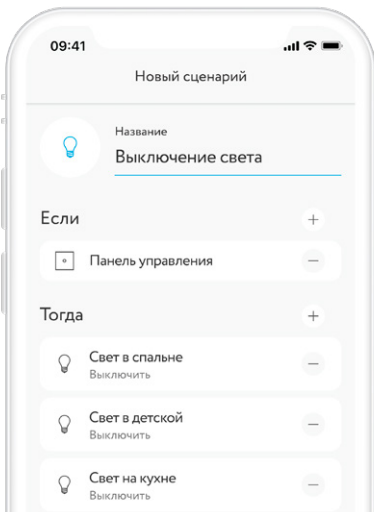 09:41
Новый сценарий
Название
Выключение света
Если
Панель управления
Тогда
Свет в спальне
Выключить
Свет в детской
Выключить
Свет на кухне
Выключить